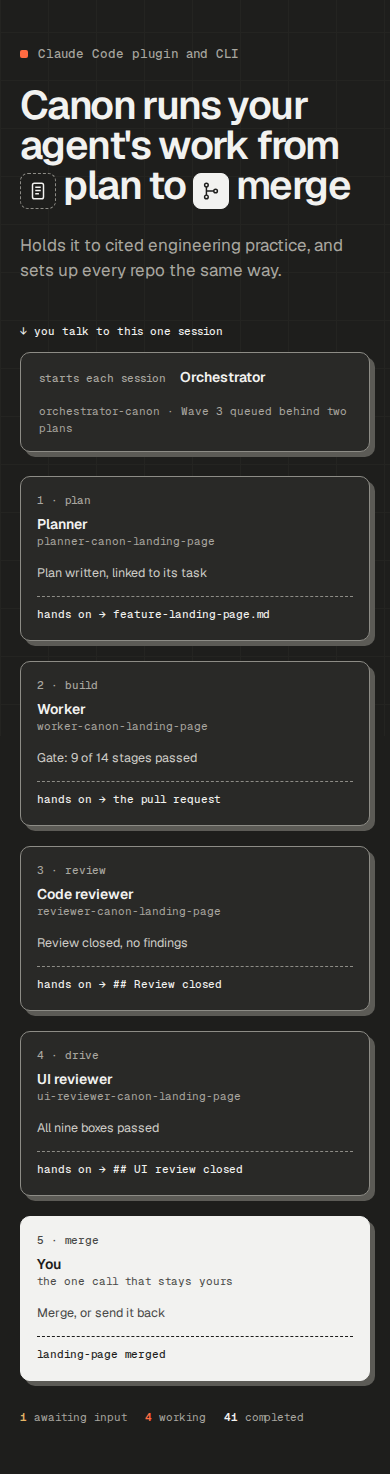 Claude Code plugin and CLI
Canon runs your
agent's work from
plan to merge
Holds it to cited engineering practice, and
sets up every repo the same way.
↓ you talk to this one session
starts each session Orchestrator
orchestrator-canon · Wave 3 queued behind two
plans
1 · plan
Planner
planner-canon-landing-page
Plan written, linked to its task
hands on → feature-landing-page.md
2 · build
Worker
worker-canon-landing-page
Gate: 9 of 14 stages passed
hands on → the pull request
3 · review
Code reviewer
reviewer-canon-landing-page
Review closed, no findings
hands on → ## Review closed
4 · drive
UI reviewer
ui-reviewer-canon-landing-page
All nine boxes passed
hands on → ## UI review closed
5 · merge
You
the one call that stays yours
Merge, or send it back
landing-page merged
1 awaiting input 4 working 41 completed